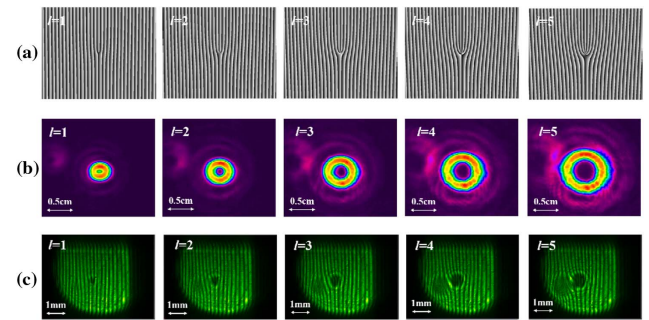 (a) l=1 l=2 l=3 l=4 l=5
(b) l=1 l=2 l=3 l=4 l=5
0.5cm 0.5cm 0.5cm 0.5cm 0.5cm
(c) l=1 l=2 l=3 l=4 l=5
1mm 1mm 1mm 1mm 1mm